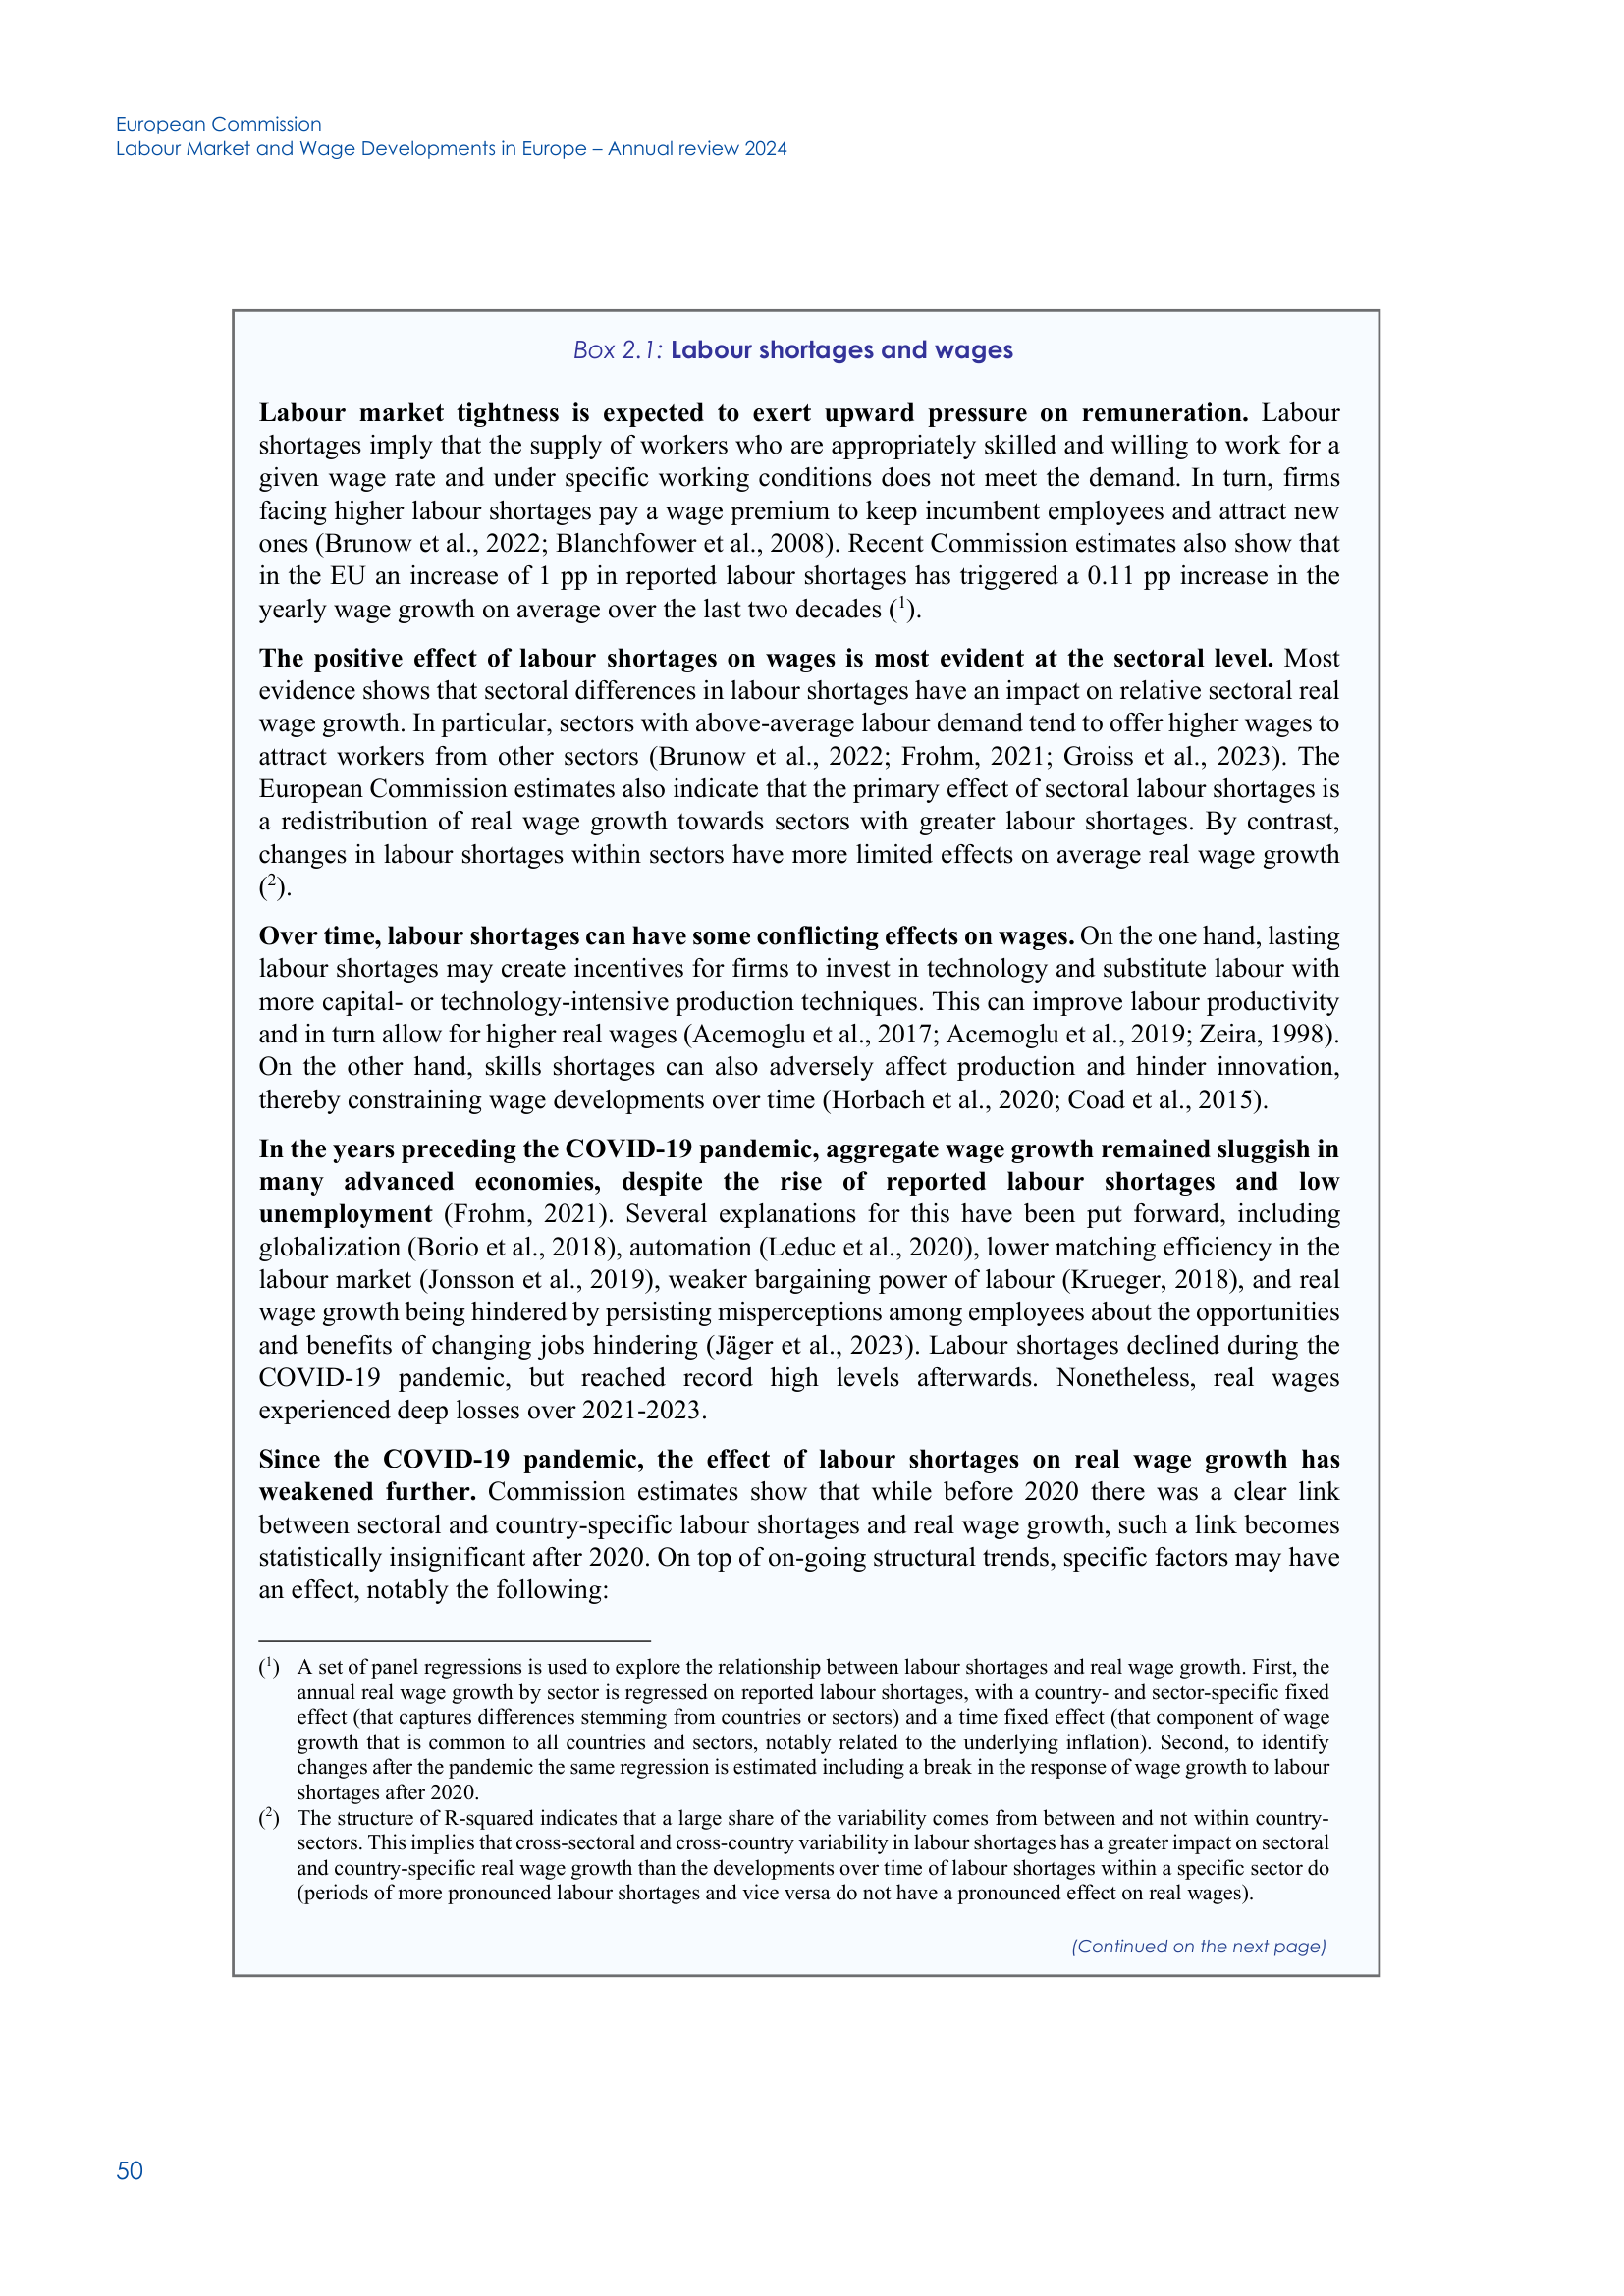 European Commission
Labour Market and Wage Developments in Europe – Annual review 2024
Box 2.1: Labour shortages and wages
Labour market tightness is expected to exert upward pressure on remuneration. Labour
shortages imply that the supply of workers who are appropriately skilled and willing to work for a
given wage rate and under specific working conditions does not meet the demand. In turn, firms
facing higher labour shortages pay a wage premium to keep incumbent employees and attract new
ones (Brunow et al., 2022; Blanchfower et al., 2008). Recent Commission estimates also show that
in the EU an increase of 1 pp in reported labour shortages has triggered a 0.11 pp increase in the
yearly wage growth on average over the last two decades (¹).
The positive effect of labour shortages on wages is most evident at the sectoral level. Most
evidence shows that sectoral differences in labour shortages have an impact on relative sectoral real
wage growth. In particular, sectors with above-average labour demand tend to offer higher wages to
attract workers from other sectors (Brunow et al., 2022; Frohm, 2021; Groiss et al., 2023). The
European Commission estimates also indicate that the primary effect of sectoral labour shortages is
a redistribution of real wage growth towards sectors with greater labour shortages. By contrast,
changes in labour shortages within sectors have more limited effects on average real wage growth
(²).
Over time, labour shortages can have some conflicting effects on wages. On the one hand, lasting
labour shortages may create incentives for firms to invest in technology and substitute labour with
more capital- or technology-intensive production techniques. This can improve labour productivity
and in turn allow for higher real wages (Acemoglu et al., 2017; Acemoglu et al., 2019; Zeira, 1998).
On the other hand, skills shortages can also adversely affect production and hinder innovation,
thereby constraining wage developments over time (Horbach et al., 2020; Coad et al., 2015).
In the years preceding the COVID-19 pandemic, aggregate wage growth remained sluggish in
many advanced economies, despite the rise of reported labour shortages and low
unemployment (Frohm, 2021). Several explanations for this have been put forward, including
globalization (Borio et al., 2018), automation (Leduc et al., 2020), lower matching efficiency in the
labour market (Jonsson et al., 2019), weaker bargaining power of labour (Krueger, 2018), and real
wage growth being hindered by persisting misperceptions among employees about the opportunities
and benefits of changing jobs hindering (Jäger et al., 2023). Labour shortages declined during the
COVID-19 pandemic, but reached record high levels afterwards. Nonetheless, real wages
experienced deep losses over 2021-2023.
Since the COVID-19 pandemic, the effect of labour shortages on real wage growth has
weakened further. Commission estimates show that while before 2020 there was a clear link
between sectoral and country-specific labour shortages and real wage growth, such a link becomes
statistically insignificant after 2020. On top of on-going structural trends, specific factors may have
an effect, notably the following:
(¹) A set of panel regressions is used to explore the relationship between labour shortages and real wage growth. First, the
annual real wage growth by sector is regressed on reported labour shortages, with a country- and sector-specific fixed
effect (that captures differences stemming from countries or sectors) and a time fixed effect (that component of wage
growth that is common to all countries and sectors, notably related to the underlying inflation). Second, to identify
changes after the pandemic the same regression is estimated including a break in the response of wage growth to labour
shortages after 2020.
(²) The structure of R-squared indicates that a large share of the variability comes from between and not within country-
sectors. This implies that cross-sectoral and cross-country variability in labour shortages has a greater impact on sectoral
and country-specific real wage growth than the developments over time of labour shortages within a specific sector do
(periods of more pronounced labour shortages and vice versa do not have a pronounced effect on real wages).
(Continued on the next page)
50